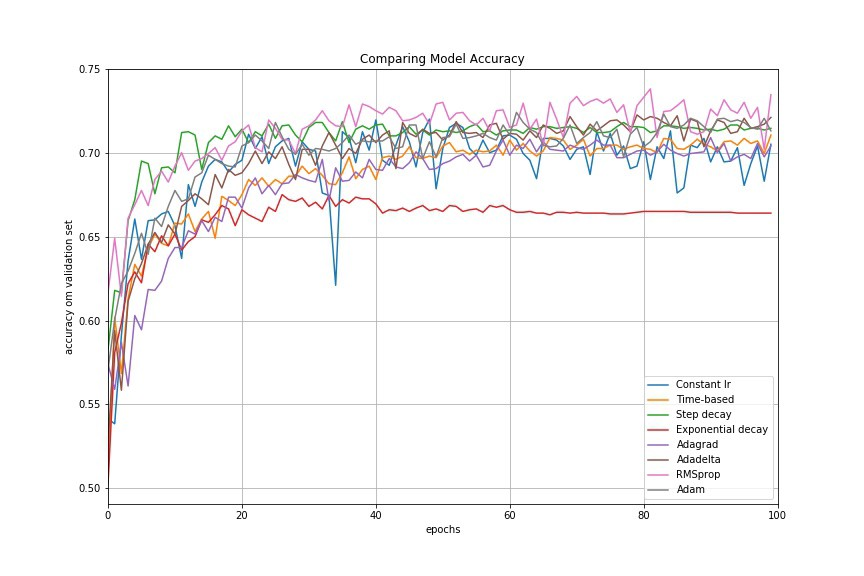 Comparing Model Accuracy
0.75
0.70
0.65
0.60
0.55
0.50
accuracy om validation set
0
20
40
60
80
100
epochs
Constant lr
Time-based
Step decay
Exponential decay
Adagrad
Adadelta
RMSprop
Adam